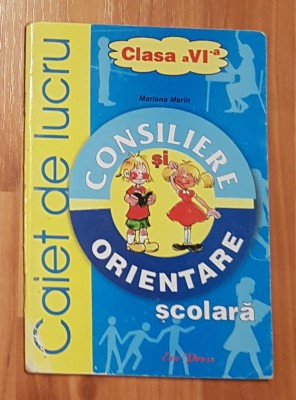 Clasa a VI-a
Mariana Marin
Caiet de lucru
CONSILIERE
și
ORIENTARE
școlară